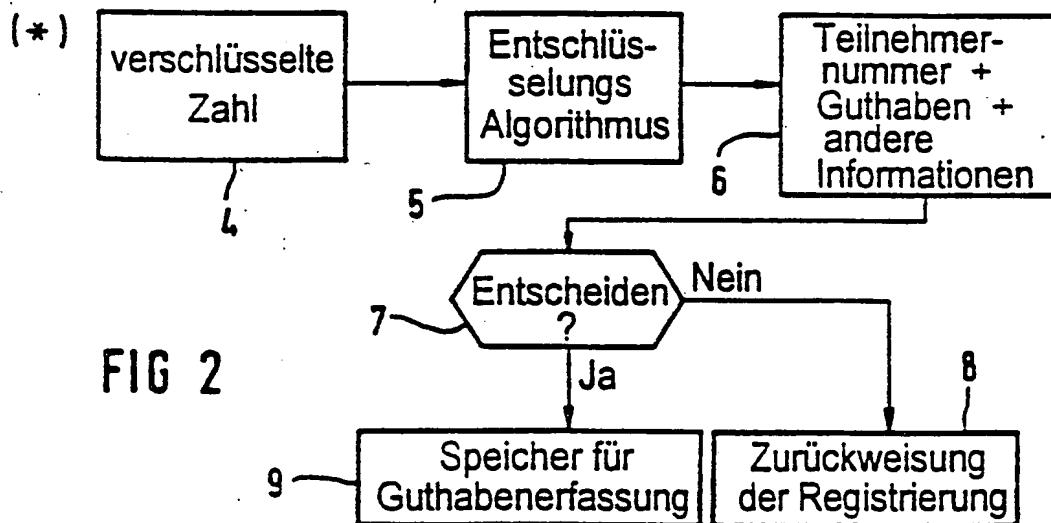 (*)
verschlüsselte
Zahl
4
Entschlüs-
selungs
Algorithmus
5
Teilnehmer-
nummer +
Guthaben +
andere
Informationen
6
Entscheiden
?
7
Nein
Ja
FIG 2
8
Speicher für
Guthabenerfassung
9
Zurückweisung
der Registrierung